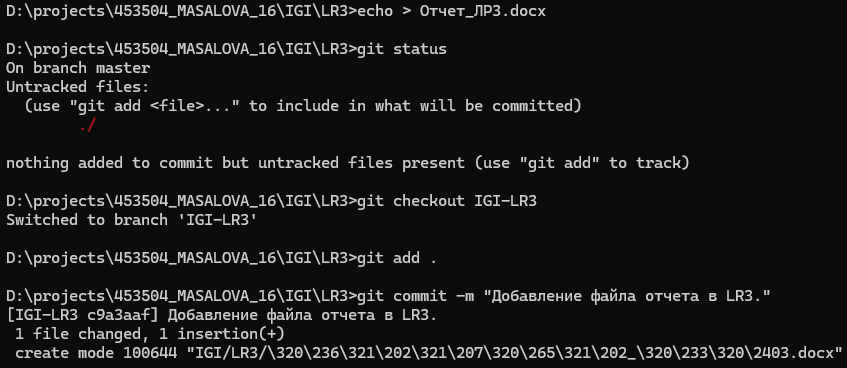 D:\projects\453504_MASALOVA_16\IGI\LR3>echo > Отчет_ЛР3.docx
D:\projects\453504_MASALOVA_16\IGI\LR3>git status
On branch master
Untracked files:
  (use "git add <file>..." to include in what will be committed)
        ./
nothing added to commit but untracked files present (use "git add" to track)
D:\projects\453504_MASALOVA_16\IGI\LR3>git checkout IGI-LR3
Switched to branch 'IGI-LR3'
D:\projects\453504_MASALOVA_16\IGI\LR3>git add .
D:\projects\453504_MASALOVA_16\IGI\LR3>git commit -m "Добавление файла отчета в LR3."
[IGI-LR3 c9a3aaf] Добавление файла отчета в LR3.
 1 file changed, 1 insertion(+)
 create mode 100644 "IGI/LR3/\320\236\321\202\321\207\320\265\321\202_\320\233\320\2403.docx"